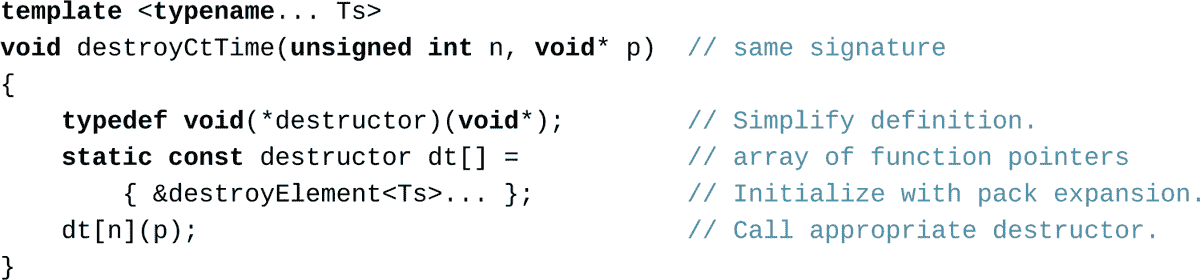 template <typename... Ts>
void destroyCtTime(unsigned int n, void* p)  // same signature
{
    typedef void(*destructor)(void*);        // Simplify definition.
    static const destructor dt[] =           // array of function pointers
        { &destroyElement<Ts>... };          // Initialize with pack expansion.
    dt[n](p);                                // Call appropriate destructor.
}